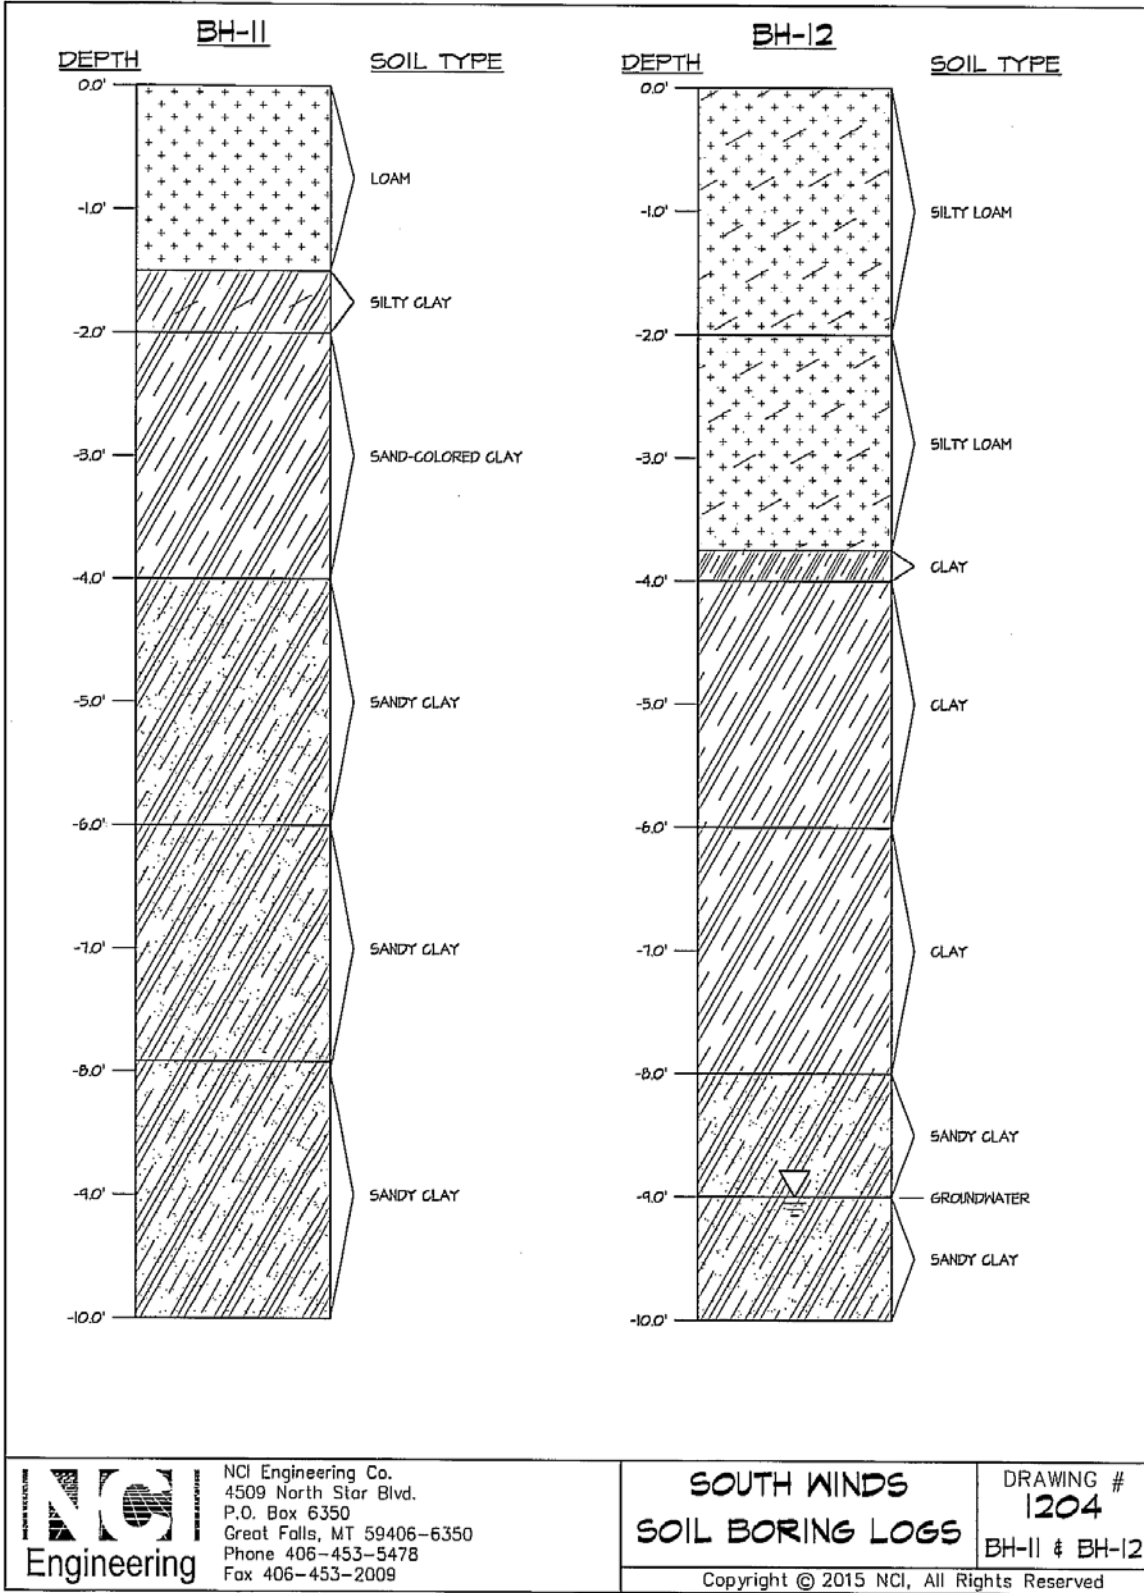 BH-11
DEPTH
SOIL TYPE
0.0'
LOAM
-1.0'
SILTY CLAY
-2.0'
-3.0'
SAND-COLORED CLAY
-4.0'
-5.0'
SANDY CLAY
-6.0'
-7.0'
SANDY CLAY
-8.0'
-9.0'
SANDY CLAY
-10.0'
BH-12
DEPTH
SOIL TYPE
0.0'
-1.0'
SILTY LOAM
-2.0'
SILTY LOAM
-3.0'
CLAY
-4.0'
-5.0'
CLAY
-6.0'
-7.0'
CLAY
-8.0'
SANDY CLAY
-9.0'
GROUNDWATER
SANDY CLAY
-10.0'
NCI
Engineering
NCI Engineering Co.
4509 North Star Blvd.
P.O. Box 6350
Great Falls, MT 59406-6350
Phone 406-453-5478
Fax 406-453-2009
SOUTH WINDS
SOIL BORING LOGS
DRAWING #
1204
BH-11 & BH-12
Copyright © 2015 NCI, All Rights Reserved